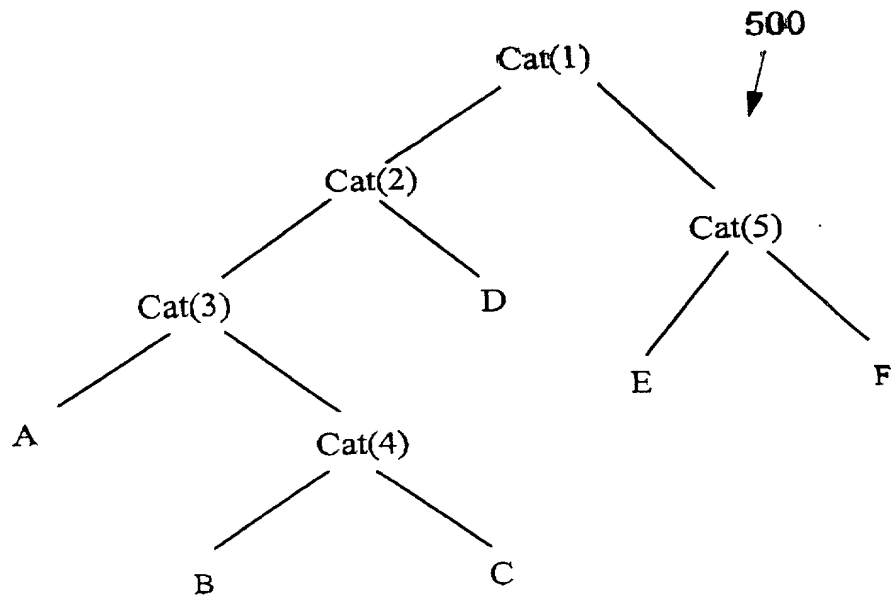 500
Cat(1)
Cat(2)
Cat(5)
Cat(3)
D
E
F
A
Cat(4)
B
C